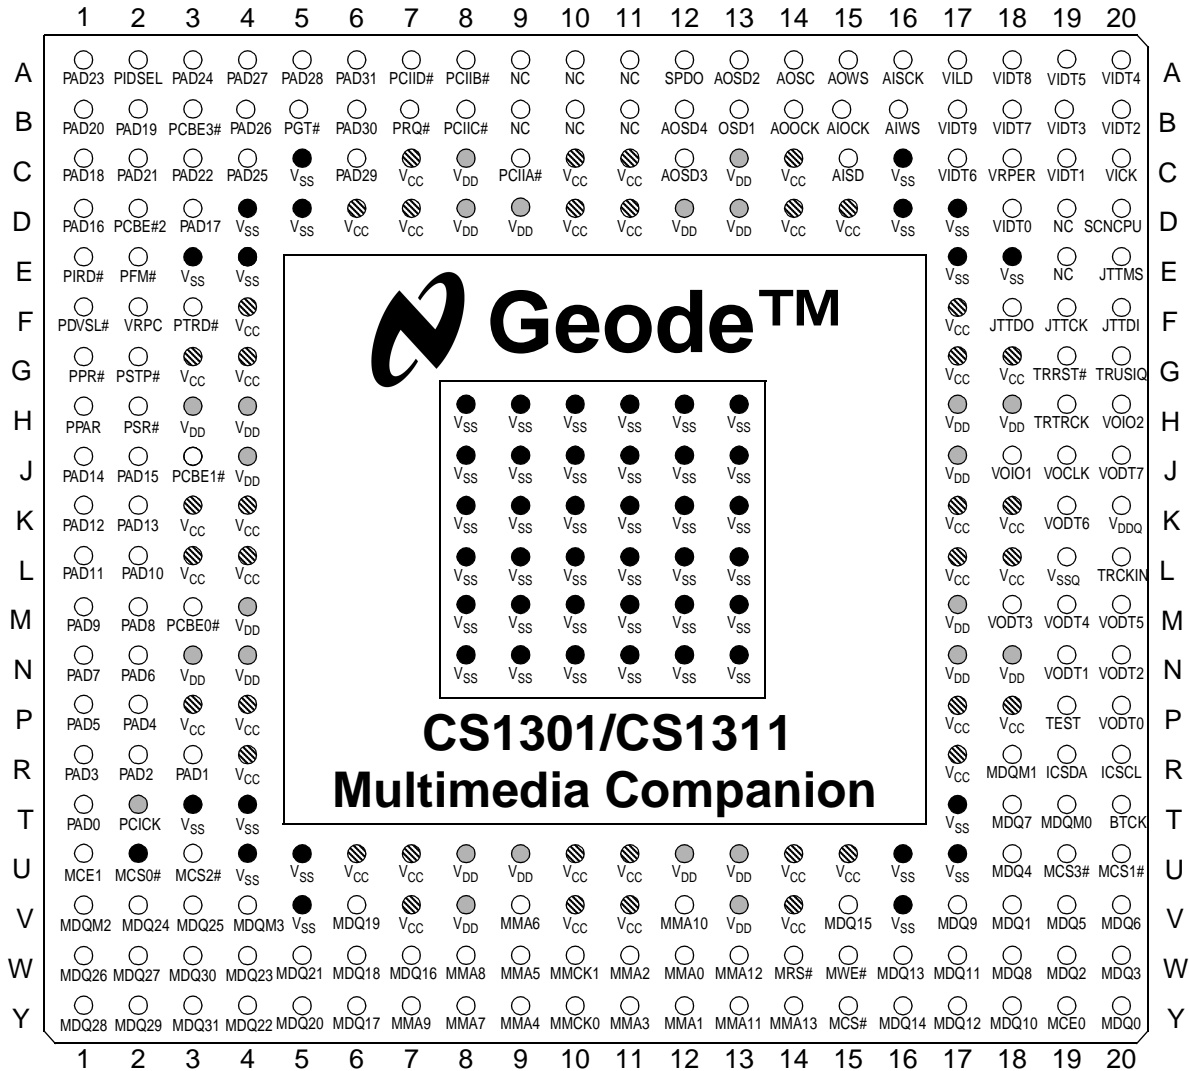 1 2 3 4 5 6 7 8 9 10 11 12 13 14 15 16 17 18 19 20
A PAD23 PIDSEL PAD24 PAD27 PAD28 PAD31 PCIID# PCIIB# NC NC NC SPDO AOSD2 AOSC AOWS AISCK VILD VIDT8 VIDT5 VIDT4 A
B PAD20 PAD19 PCBE3# PAD26 PGT# PAD30 PRQ# PCIIC# NC NC NC AOSD4 OSD1 AOOCK AIOCK AIWS VIDT9 VIDT7 VIDT3 VIDT2 B
C PAD18 PAD21 PAD22 PAD25 VSS PAD29 VCC VDD PCIIA# VCC VCC AOSD3 VDD VCC AISD VSS VIDT6 VRPER VIDT1 VICK C
D PAD16 PCBE#2 PAD17 VSS VSS VCC VCC VDD VDD VCC VCC VDD VDD VCC VCC VSS VSS VIDT0 NC SCNCPU D
E PIRD# PFM# VSS VSS VSS VSS NC JTTMS E
F PDVSL# VRPC PTRD# VCC VCC JTTDO JTTCK JTTDI F
Geode™
G PPR# PSTP# VCC VCC VCC VCC TRRST# TRUSIQ G
H PPAR PSR# VDD VDD VSS VSS VSS VSS VSS VSS VDD VDD TRTRCK VOIO2 H
J PAD14 PAD15 PCBE1# VDD VSS VSS VSS VSS VSS VSS VDD VOIO1 VOCLK VODT7 J
K PAD12 PAD13 VCC VCC VSS VSS VSS VSS VSS VSS VCC VCC VODT6 VDDQ K
L PAD11 PAD10 VCC VCC VSS VSS VSS VSS VSS VSS VCC VCC VSSQ TRCKIN L
M PAD9 PAD8 PCBE0# VDD VSS VSS VSS VSS VSS VSS VDD VODT3 VODT4 VODT5 M
N PAD7 PAD6 VDD VDD VSS VSS VSS VSS VSS VSS VDD VDD VODT1 VODT2 N
P PAD5 PAD4 VCC VCC VCC VCC TEST VODT0 P
CS1301/CS1311
R PAD3 PAD2 PAD1 VCC VCC MDQM1 ICSDA ICSCL R
Multimedia Companion
T PAD0 PCICK VSS VSS VSS MDQ7 MDQM0 BTCK T
U MCE1 MCS0# MCS2# VSS VSS VCC VCC VDD VDD VCC VCC VDD VDD VCC VCC VSS VSS MDQ4 MCS3# MCS1# U
V MDQM2 MDQ24 MDQ25 MDQM3 VSS MDQ19 VCC VDD MMA6 VCC VCC MMA10 VDD VCC MDQ15 VSS MDQ9 MDQ1 MDQ5 MDQ6 V
W MDQ26 MDQ27 MDQ30 MDQ23 MDQ21 MDQ18 MDQ16 MMA8 MMA5 MMCK1 MMA2 MMA0 MMA12 MRS# MWE# MDQ13 MDQ11 MDQ8 MDQ2 MDQ3 W
Y MDQ28 MDQ29 MDQ31 MDQ22 MDQ20 MDQ17 MMA9 MMA7 MMA4 MMCK0 MMA3 MMA1 MMA11 MMA13 MCS# MDQ14 MDQ12 MDQ10 MCE0 MDQ0 Y
1 2 3 4 5 6 7 8 9 10 11 12 13 14 15 16 17 18 19 20